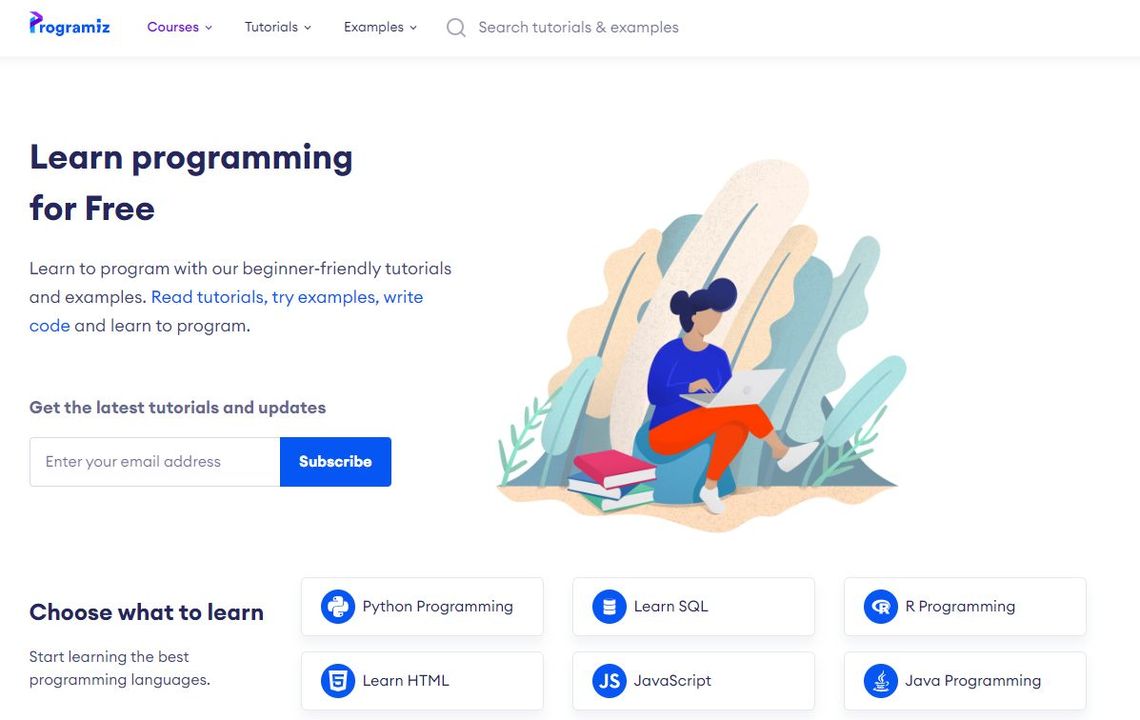 Programiz
Courses
Tutorials
Examples
Search tutorials & examples
Learn programming
for Free
Learn to program with our beginner-friendly tutorials
and examples. Read tutorials, try examples, write
code and learn to program.
Get the latest tutorials and updates
Enter your email address
Subscribe
Choose what to learn
Start learning the best
programming languages.
Python Programming
Learn SQL
R Programming
Learn HTML
JS JavaScript
Java Programming